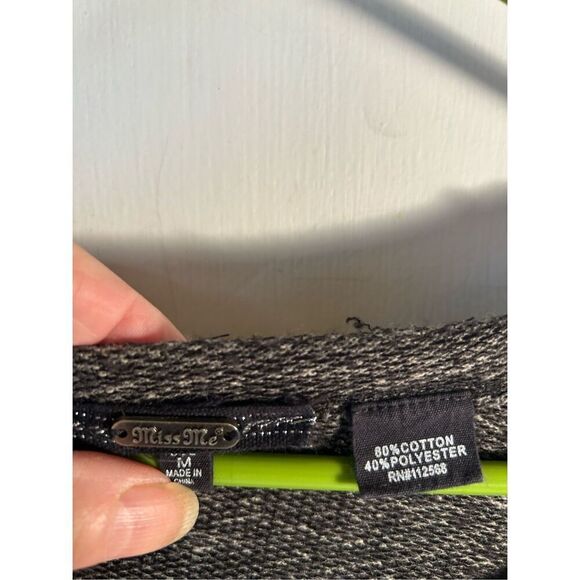 Miss Me
M
MADE IN
CHINA
60%COTTON
40%POLYESTER
RN#112568